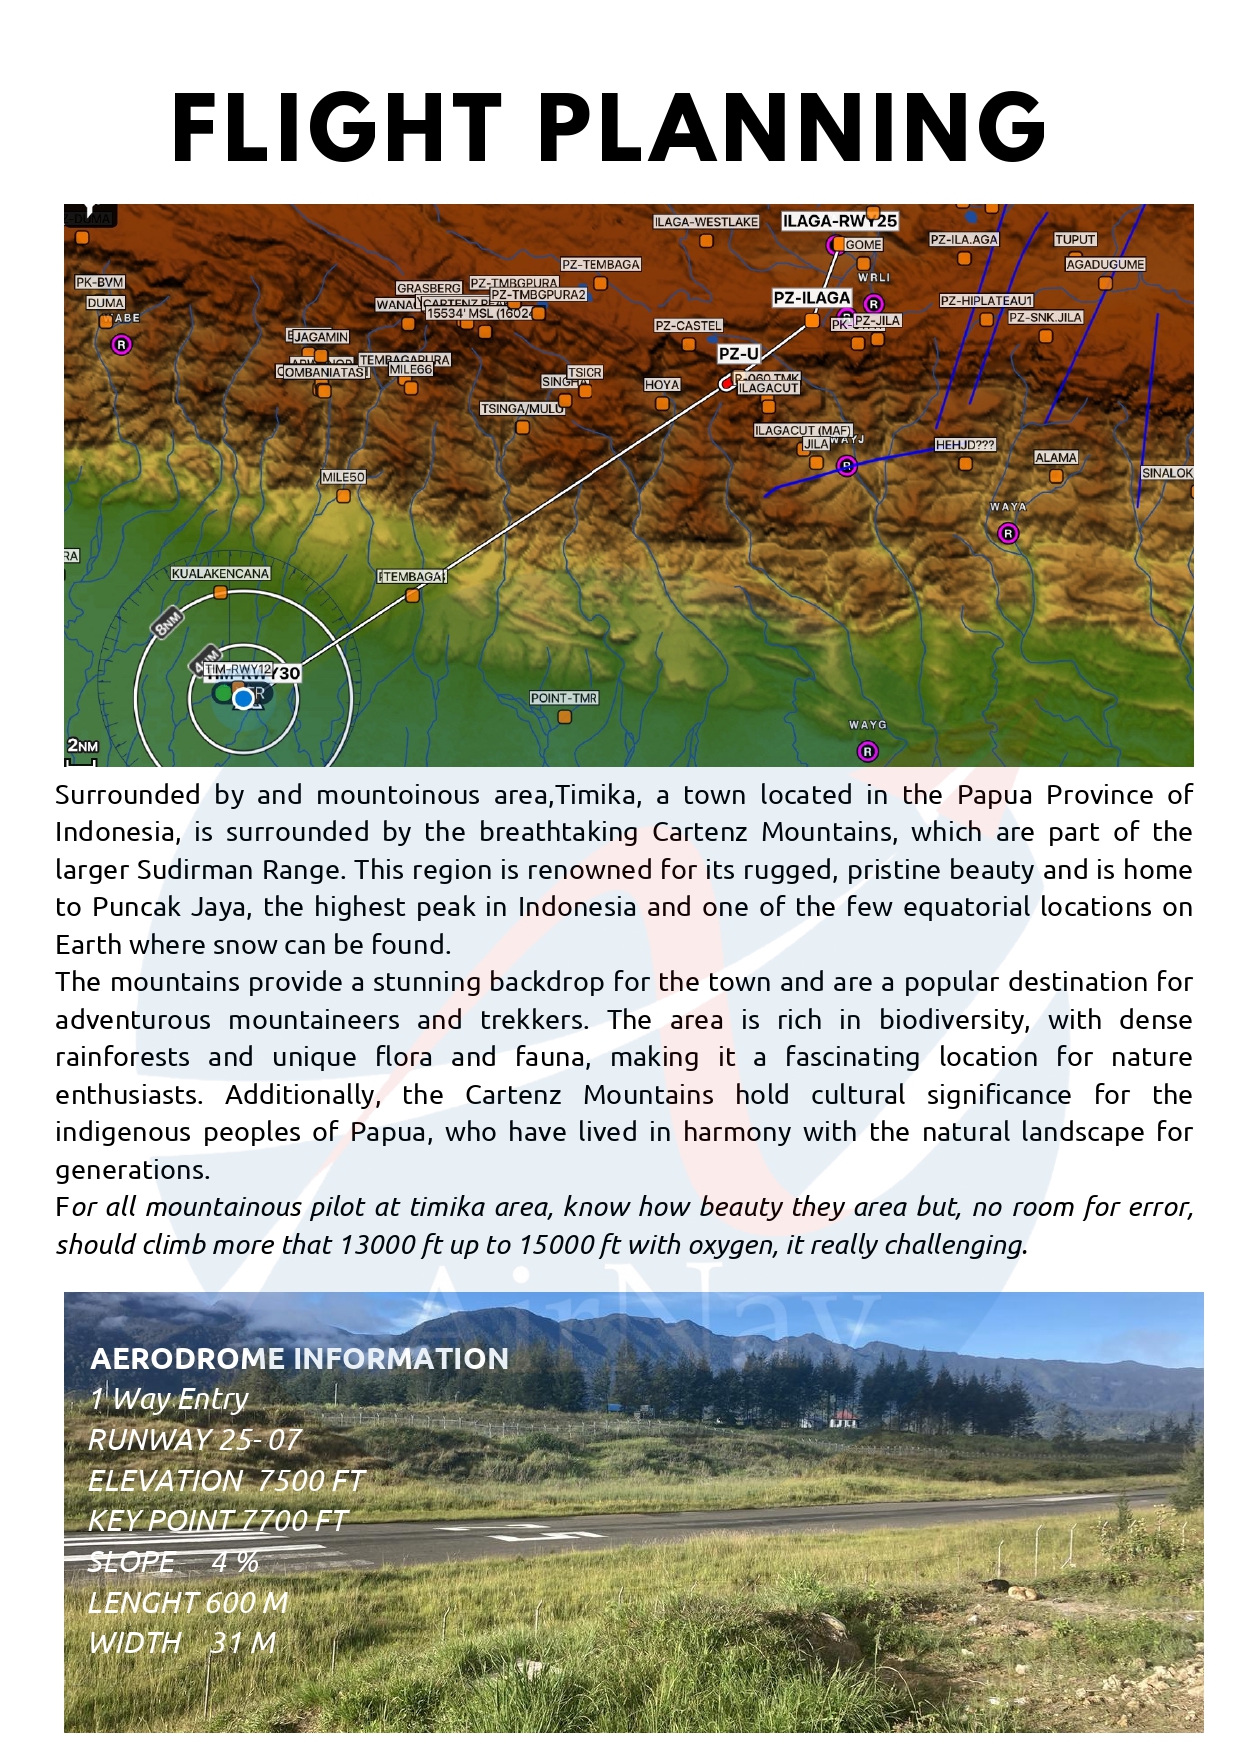 FLIGHT PLANNING
ILAGA-WESTLAKE
ILAGA-RWY25
GOME
PZ-ILA.AGA
TUPUT
AGADUGUME
PZ-TEMBAGA
WRLI
PK-BVM
DUMA
WABE
GRASBERG
PZ-TMBGPURA
PZ-TMBGPURA2
15534' MSL
PZ-ILAGA
PZ-HIPLATEAU1
PZ-SNK.JILA
PZ-CASTEL
PZ-JILA
JAGAMIN
PZ-U
TEMBAGAPURA
MILE66
OMBANIATAS
TSICR
HOYA
ILAGACUT
TSINGA/MULU
ILAGACUT (MAF)
JILA
WAYJ
HEHJD???
ALAMA
SINALOK
MILE50
WAYA
KUALAKENCANA
TEMBAGA
8NM
TIM-RWY12
POINT-TMR
WAYG
2NM
Surrounded by and mountoinous area,Timika, a town located in the Papua Province of
Indonesia, is surrounded by the breathtaking Cartenz Mountains, which are part of the
larger Sudirman Range. This region is renowned for its rugged, pristine beauty and is home
to Puncak Jaya, the highest peak in Indonesia and one of the few equatorial locations on
Earth where snow can be found.
The mountains provide a stunning backdrop for the town and are a popular destination for
adventurous mountaineers and trekkers. The area is rich in biodiversity, with dense
rainforests and unique flora and fauna, making it a fascinating location for nature
enthusiasts. Additionally, the Cartenz Mountains hold cultural significance for the
indigenous peoples of Papua, who have lived in harmony with the natural landscape for
generations.
For all mountainous pilot at timika area, know how beauty they area but, no room for error,
should climb more that 13000 ft up to 15000 ft with oxygen, it really challenging.
AirNav
AERODROME INFORMATION
1 Way Entry
RUNWAY 25- 07
ELEVATION 7500 FT
KEY POINT 7700 FT
SLOPE 4 %
LENGHT 600 M
WIDTH 31 M